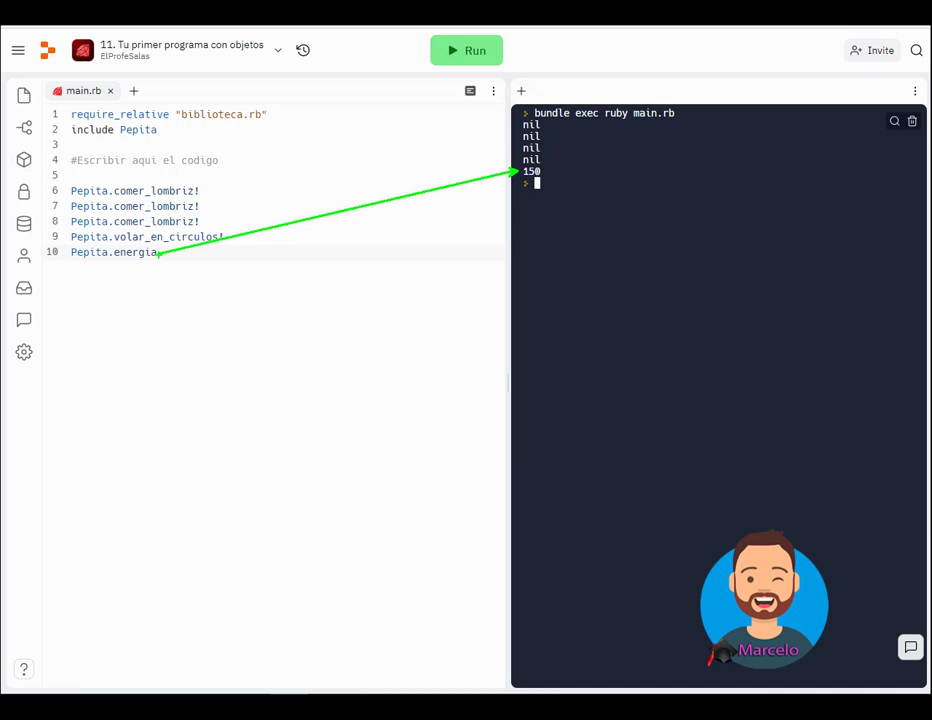 11. Tu primer programa con objetos
ElProfeSalas
Run
Invite
main.rb
1 require_relative "biblioteca.rb"
2 include Pepita
3
4 #Escribir aqui el codigo
5
6 Pepita.comer_lombriz!
7 Pepita.comer_lombriz!
8 Pepita.comer_lombriz!
9 Pepita.volar_en_circulos!
10 Pepita.energia
bundle exec ruby main.rb
nil
nil
nil
nil
150
Marcelo